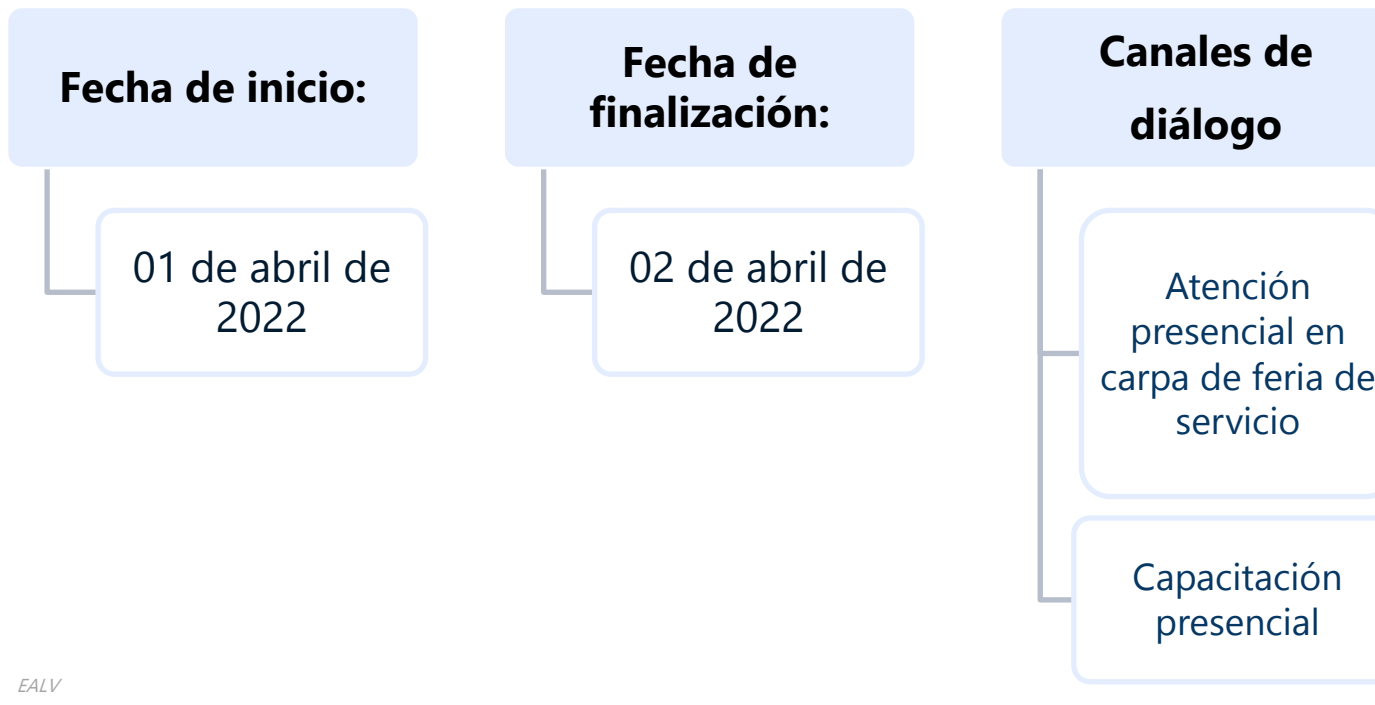 Fecha de inicio:
01 de abril de
2022
Fecha de
finalización:
02 de abril de
2022
Canales de
diálogo
Atención
presencial en
carpa de feria de
servicio
Capacitación
presencial
EALV